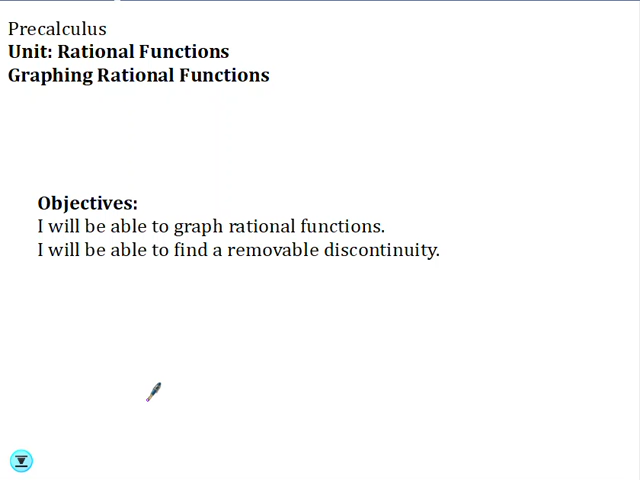 Precalculus
Unit: Rational Functions
Graphing Rational Functions
Objectives:
I will be able to graph rational functions.
I will be able to find a removable discontinuity.